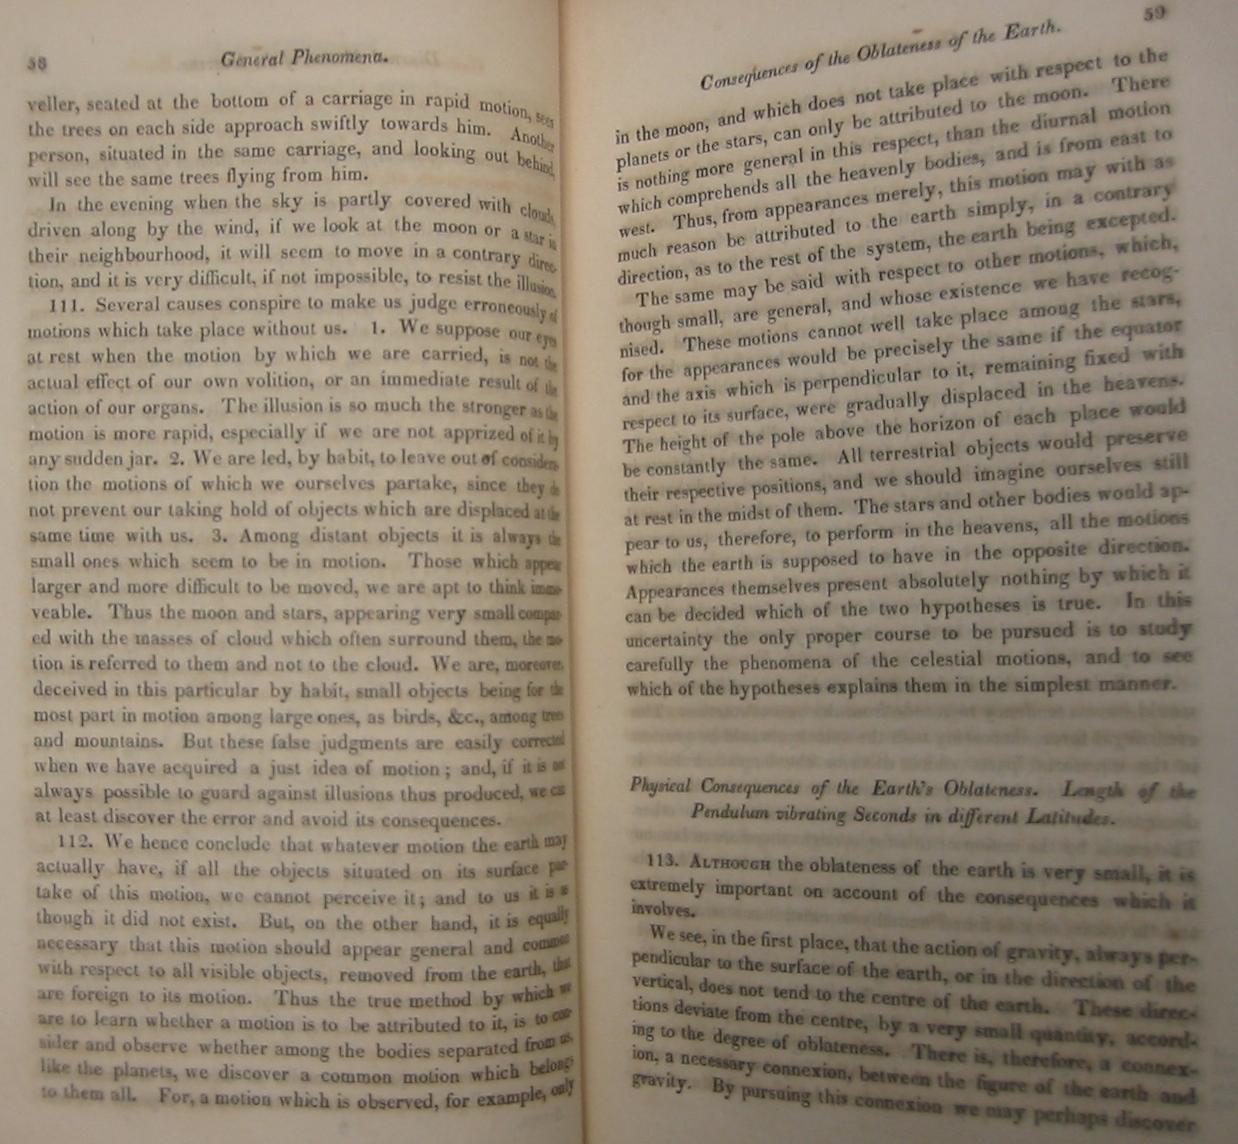 58
General Phenomena.
veller, seated at the bottom of a carriage in rapid motion, sees
the trees on each side approach swiftly towards him. Another
person, situated in the same carriage, and looking out behind,
will see the same trees flying from him.
In the evening when the sky is partly covered with clouds,
driven along by the wind, if we look at the moon or a star in
their neighbourhood, it will seem to move in a contrary direc-
tion, and it is very difficult, if not impossible, to resist the illusion.
111. Several causes conspire to make us judge erroneously of
motions which take place without us. 1. We suppose our eyes
at rest when the motion by which we are carried, is not the
actual effect of our own volition, or an immediate result of the
action of our organs. The illusion is so much the stronger as the
motion is more rapid, especially if we are not apprized of it by
any sudden jar. 2. We are led, by habit, to leave out of considera-
tion the motions of which we ourselves partake, since they do
not prevent our taking hold of objects which are displaced at the
same time with us. 3. Among distant objects it is always the
small ones which seem to be in motion. Those which appear
larger and more difficult to be moved, we are apt to think immo-
veable. Thus the moon and stars, appearing very small compar-
ed with the masses of cloud which often surround them, the mo-
tion is referred to them and not to the cloud. We are, moreover,
deceived in this particular by habit, small objects being for the
most part in motion among large ones, as birds, &c., among trees
and mountains. But these false judgments are easily corrected
when we have acquired a just idea of motion; and, if it is not
always possible to guard against illusions thus produced, we can
at least discover the error and avoid its consequences.
112. We hence conclude that whatever motion the earth may
actually have, if all the objects situated on its surface par-
take of this motion, we cannot perceive it; and to us it is as
though it did not exist. But, on the other hand, it is equally
necessary that this motion should appear general and common
with respect to all visible objects, removed from the earth, that
are foreign to its motion. Thus the true method by which we
are to learn whether a motion is to be attributed to it, is to con-
sider and observe whether among the bodies separated from us,
like the planets, we discover a common motion which belongs
to them all. For, a motion which is observed, for example, only
59
Consequences of the Oblateness of the Earth.
in the moon, and which does not take place with respect to the
planets or the stars, can only be attributed to the moon. There
is nothing more general in this respect, than the diurnal motion
which comprehends all the heavenly bodies, and is from east to
west. Thus, from appearances merely, this motion may with as
much reason be attributed to the earth simply, in a contrary
direction, as to the rest of the system, the earth being excepted.
The same may be said with respect to other motions, which,
though small, are general, and whose existence we have recog-
nised. These motions cannot well take place among the stars,
for the appearances would be precisely the same if the equator
and the axis which is perpendicular to it, remaining fixed with
respect to its surface, were gradually displaced in the heavens.
The height of the pole above the horizon of each place would
be constantly the same. All terrestrial objects would preserve
their respective positions, and we should imagine ourselves still
at rest in the midst of them. The stars and other bodies would ap-
pear to us, therefore, to perform in the heavens, all the motions
which the earth is supposed to have in the opposite direction.
Appearances themselves present absolutely nothing by which it
can be decided which of the two hypotheses is true. In this
uncertainty the only proper course to be pursued is to study
carefully the phenomena of the celestial motions, and to see
which of the hypotheses explains them in the simplest manner.
Physical Consequences of the Earth's Oblateness. Length of the
Pendulum vibrating Seconds in different Latitudes.
113. ALTHOUGH the oblateness of the earth is very small, it is
extremely important on account of the consequences which it
involves.
We see, in the first place, that the action of gravity, always per-
pendicular to the surface of the earth, or in the direction of the
vertical, does not tend to the centre of the earth. These direc-
tions deviate from the centre, by a very small quantity, accord-
ing to the degree of oblateness. There is, therefore, a connex-
ion, a necessary connexion, between the figure of the earth and
gravity. By pursuing this connexion we may perhaps discover